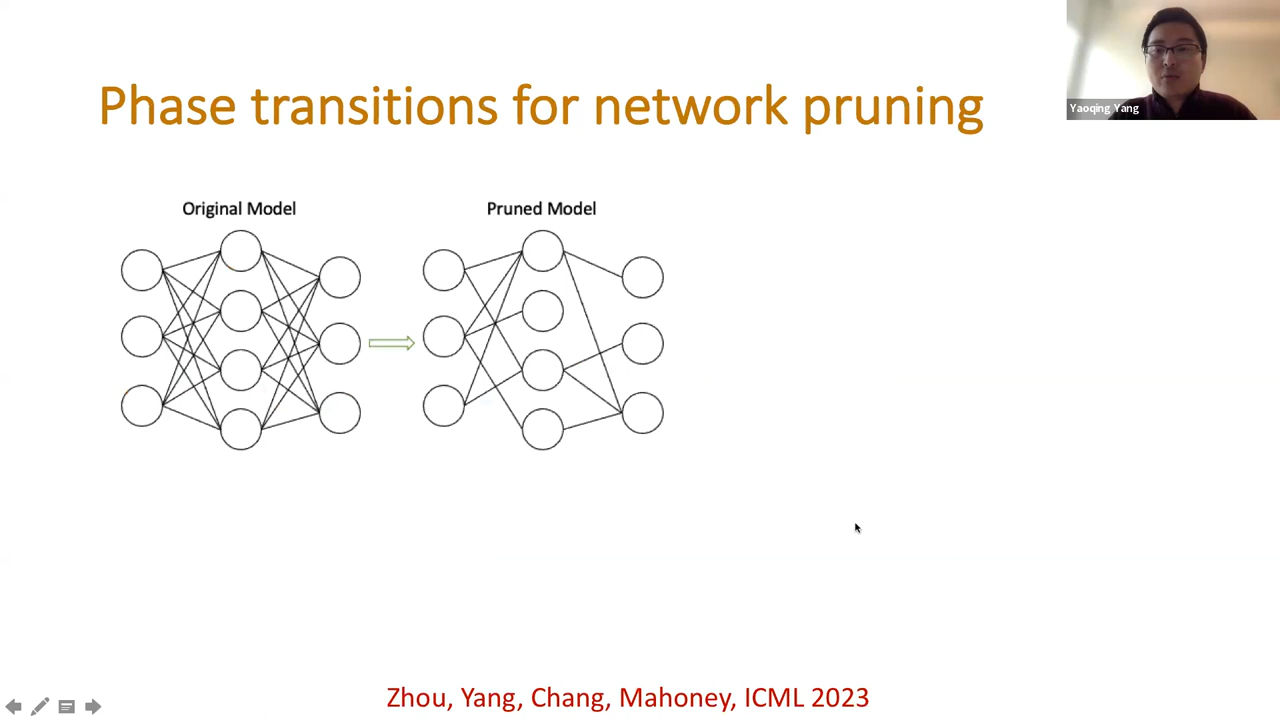 Phase transitions for network pruning
Yaoqing Yang
Original Model
Pruned Model
Zhou, Yang, Chang, Mahoney, ICML 2023